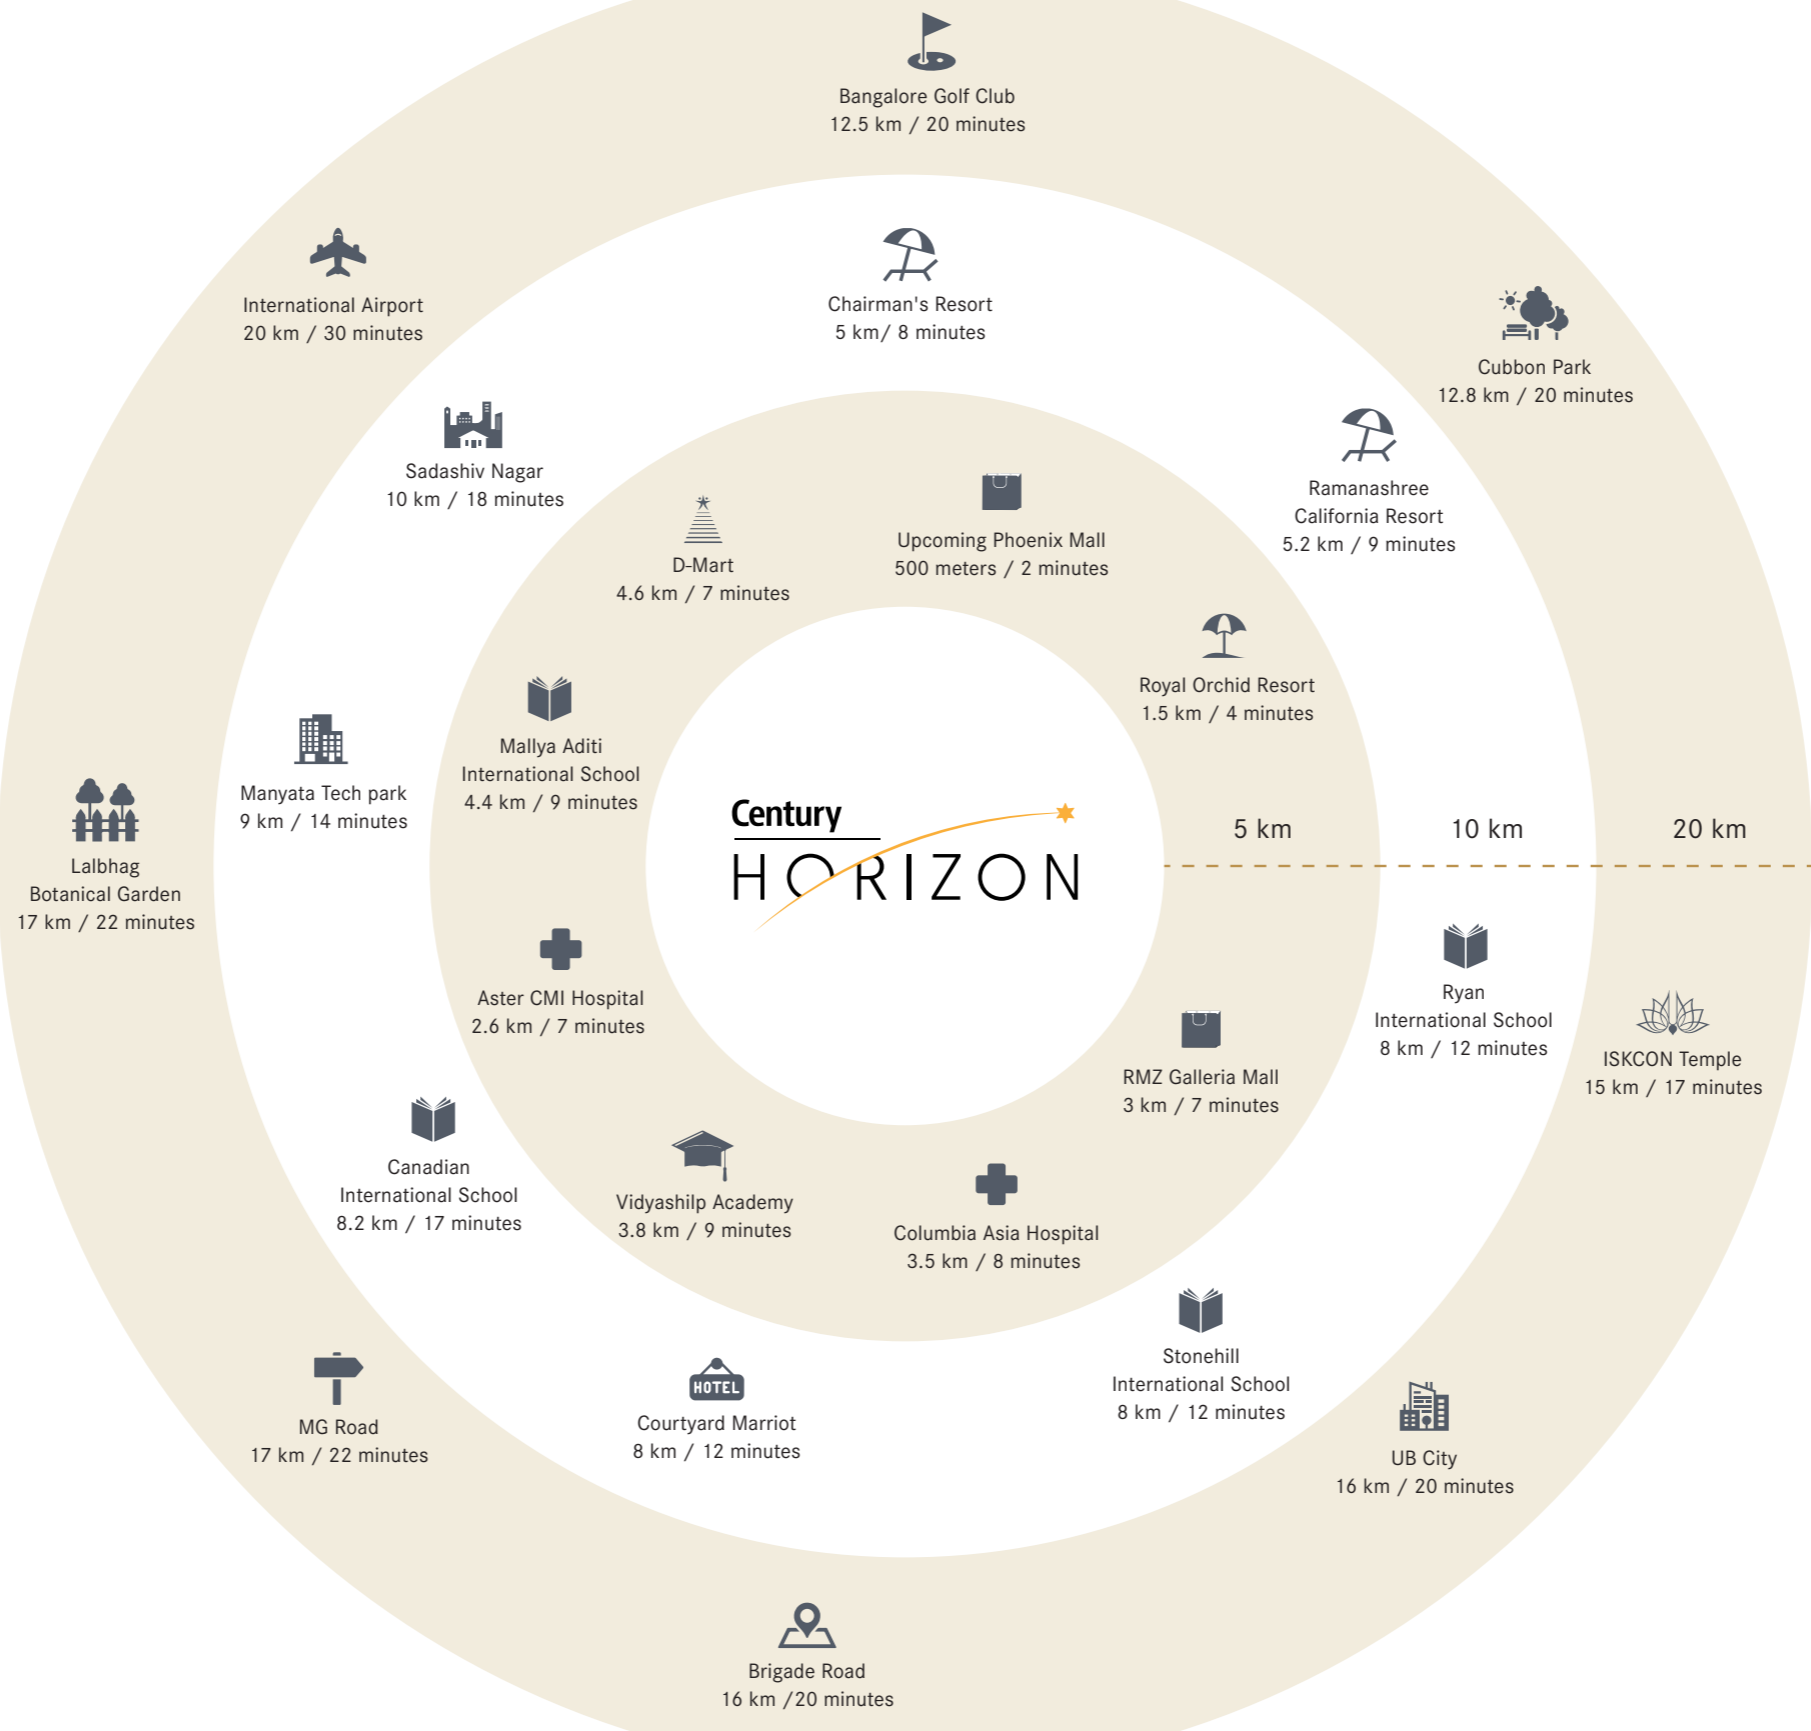 Bangalore Golf Club
12.5 km / 20 minutes
International Airport
20 km / 30 minutes
Chairman's Resort
5 km/ 8 minutes
Cubbon Park
12.8 km / 20 minutes
Sadashiv Nagar
10 km / 18 minutes
Ramanashree
California Resort
5.2 km / 9 minutes
D-Mart
4.6 km / 7 minutes
Upcoming Phoenix Mall
500 meters / 2 minutes
Royal Orchid Resort
1.5 km / 4 minutes
Mallya Aditi
International School
4.4 km / 9 minutes
Manyata Tech park
9 km / 14 minutes
Lalbhag
Botanical Garden
17 km / 22 minutes
Century
HORIZON
5 km
10 km
20 km
Aster CMI Hospital
2.6 km / 7 minutes
Ryan
International School
8 km / 12 minutes
ISKCON Temple
15 km / 17 minutes
RMZ Galleria Mall
3 km / 7 minutes
Canadian
International School
8.2 km / 17 minutes
Vidyashilp Academy
3.8 km / 9 minutes
Columbia Asia Hospital
3.5 km / 8 minutes
Stonehill
International School
8 km / 12 minutes
MG Road
17 km / 22 minutes
HOTEL
Courtyard Marriot
8 km / 12 minutes
UB City
16 km / 20 minutes
Brigade Road
16 km /20 minutes